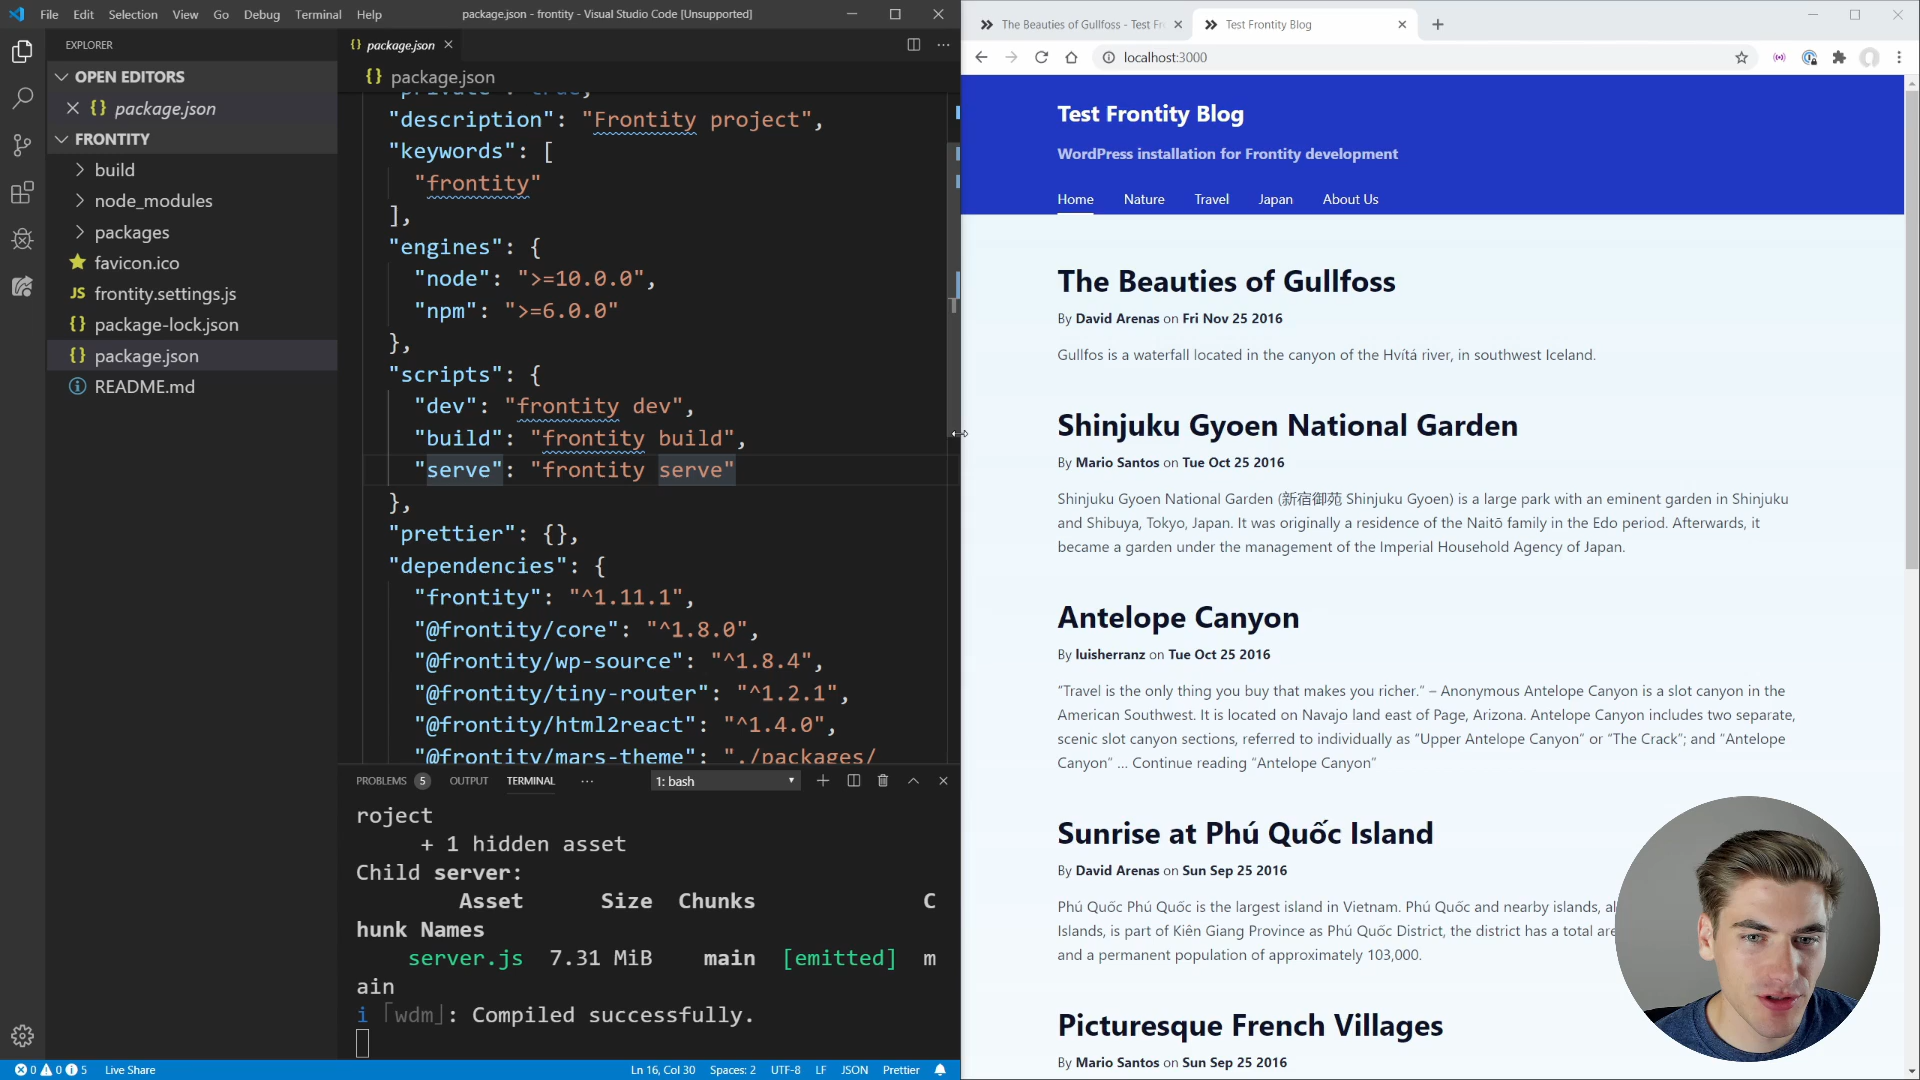 File Edit Selection View Go Debug Terminal Help
package.json - frontity - Visual Studio Code [Unsupported]
EXPLORER
OPEN EDITORS
{} package.json
FRONTITY
build
node_modules
packages
favicon.ico
JS frontity.settings.js
{} package-lock.json
{} package.json
README.md
{} package.json
{} package.json
"private": true,
"description": "Frontity project",
"keywords": [
"frontity"
],
"engines": {
"node": ">=10.0.0",
"npm": ">=6.0.0"
},
"scripts": {
"dev": "frontity dev",
"build": "frontity build",
"serve": "frontity serve"
},
"prettier": {},
"dependencies": {
"frontity": "^1.11.1",
"@frontity/core": "^1.8.0",
"@frontity/wp-source": "^1.8.4",
"@frontity/tiny-router": "^1.2.1",
"@frontity/html2react": "^1.4.0",
"@frontity/mars-theme": "./packages/
PROBLEMS 5 OUTPUT TERMINAL ··· 1: bash
roject
+ 1 hidden asset
Child server:
Asset Size Chunks C
hunk Names
server.js 7.31 MiB main [emitted] m
ain
i ｢wdm｣: Compiled successfully.
0 0 5 Live Share Ln 16, Col 30 Spaces: 2 UTF-8 LF JSON Prettier
The Beauties of Gullfoss - Test Fr
Test Frontity Blog
localhost:3000
Test Frontity Blog
WordPress installation for Frontity development
Home Nature Travel Japan About Us
The Beauties of Gullfoss
By David Arenas on Fri Nov 25 2016
Gullfos is a waterfall located in the canyon of the Hvítá river, in southwest Iceland.
Shinjuku Gyoen National Garden
By Mario Santos on Tue Oct 25 2016
Shinjuku Gyoen National Garden (新宿御苑 Shinjuku Gyoen) is a large park with an eminent garden in Shinjuku
and Shibuya, Tokyo, Japan. It was originally a residence of the Naitō family in the Edo period. Afterwards, it
became a garden under the management of the Imperial Household Agency of Japan.
Antelope Canyon
By luisherranz on Tue Oct 25 2016
“Travel is the only thing you buy that makes you richer.” – Anonymous Antelope Canyon is a slot canyon in the
American Southwest. It is located on Navajo land east of Page, Arizona. Antelope Canyon includes two separate,
scenic slot canyon sections, referred to individually as “Upper Antelope Canyon” or “The Crack”; and “Antelope
Canyon” … Continue reading “Antelope Canyon”
Sunrise at Phú Quốc Island
By David Arenas on Sun Sep 25 2016
Phú Quốc Phú Quốc is the largest island in Vietnam. Phú Quốc and nearby islands, al
Islands, is part of Kiên Giang Province as Phú Quốc District, the district has a total are
and a permanent population of approximately 103,000.
Picturesque French Villages
By Mario Santos on Sun Sep 25 2016